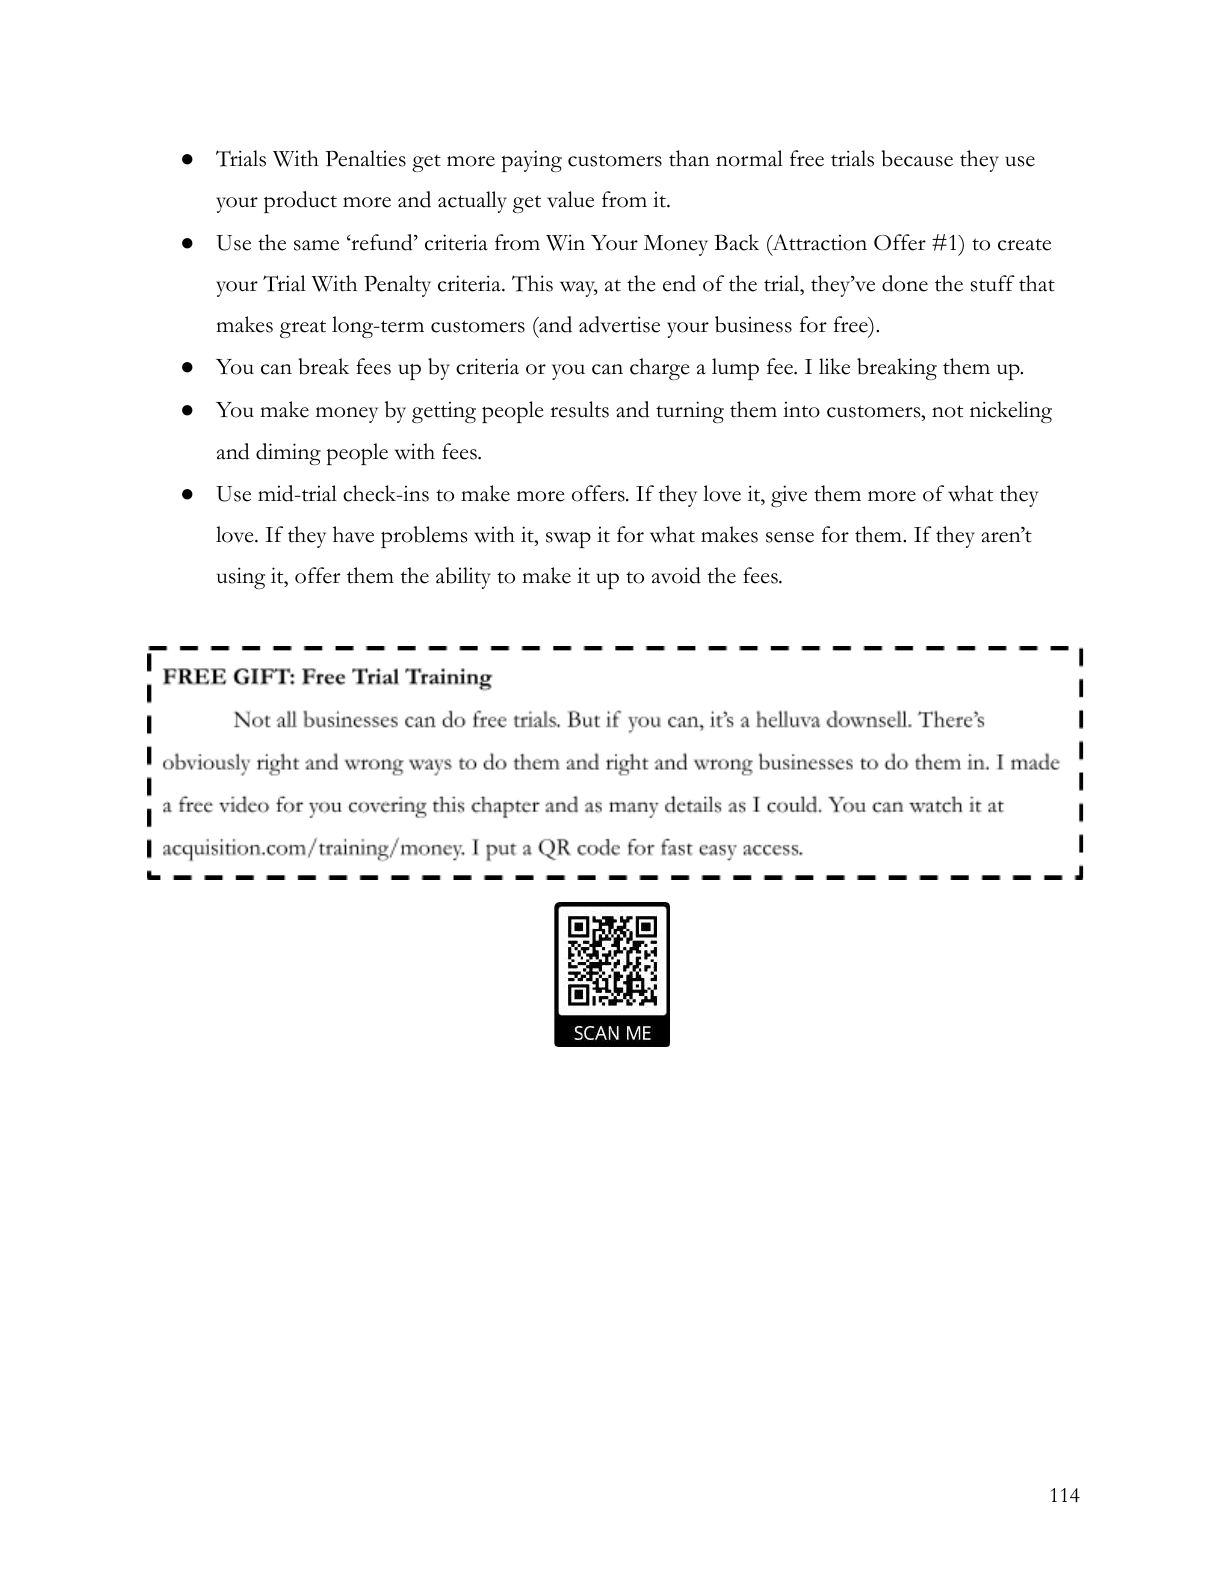 ● Trials With Penalties get more paying customers than normal free trials because they use
your product more and actually get value from it.
● Use the same ‘refund’ criteria from Win Your Money Back (Attraction Offer #1) to create
your Trial With Penalty criteria. This way, at the end of the trial, they’ve done the stuff that
makes great long-term customers (and advertise your business for free).
● You can break fees up by criteria or you can charge a lump fee. I like breaking them up.
● You make money by getting people results and turning them into customers, not nickeling
and diming people with fees.
● Use mid-trial check-ins to make more offers. If they love it, give them more of what they
love. If they have problems with it, swap it for what makes sense for them. If they aren’t
using it, offer them the ability to make it up to avoid the fees.
FREE GIFT: Free Trial Training
Not all businesses can do free trials. But if you can, it’s a helluva downsell. There’s
obviously right and wrong ways to do them and right and wrong businesses to do them in. I made
a free video for you covering this chapter and as many details as I could. You can watch it at
acquisition.com/training/money. I put a QR code for fast easy access.
SCAN ME
114